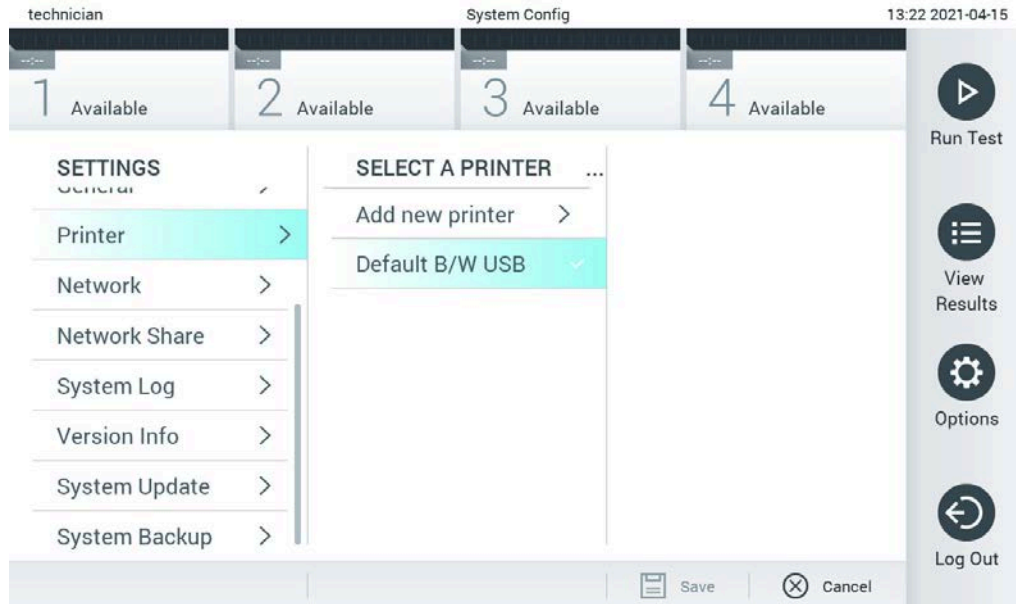 technician System Config 13:22 2021-04-15
--:-- --:-- --:-- --:--
1 Available 2 Available 3 Available 4 Available
Run Test
SETTINGS SELECT A PRINTER ...
General
Add new printer
Printer
Default B/W USB
Network
View
Results
Network Share
System Log
Options
Version Info
System Update
System Backup
Log Out
Save Cancel